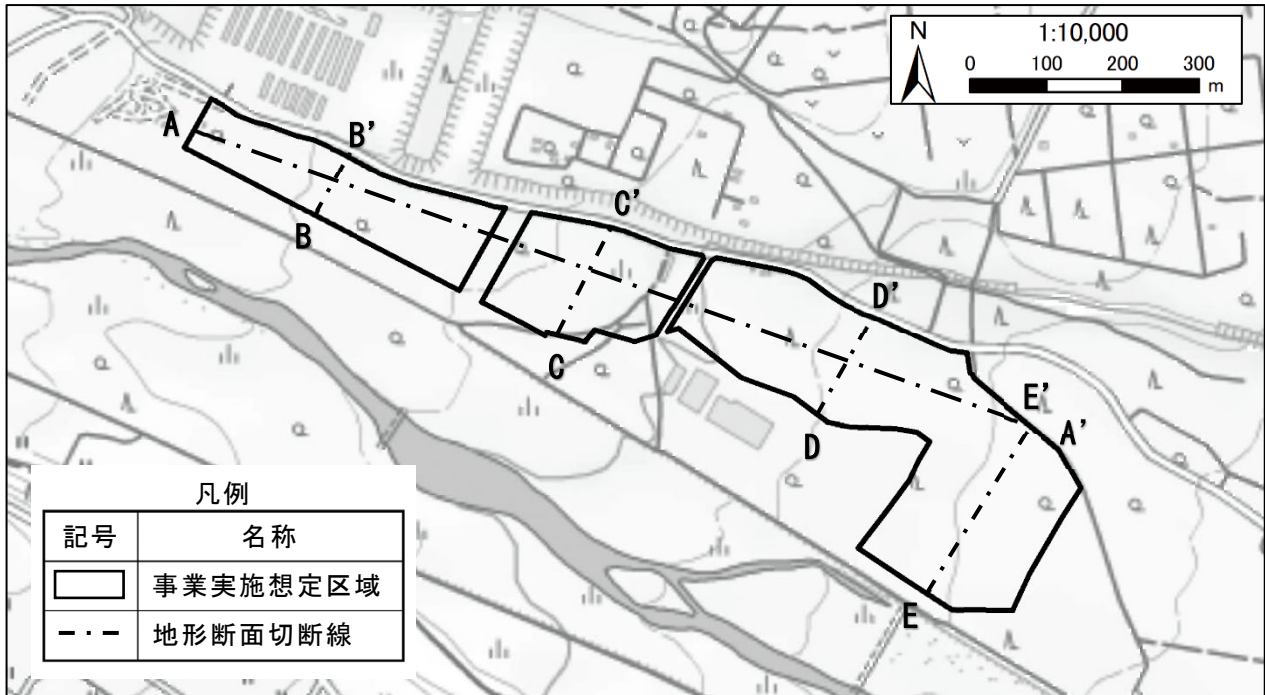 N
1:10,000
0 100 200 300
m
A
B'
B
C'
C
D'
D
E'
A'
E
凡例
記号 名称
事業実施想定区域
地形断面切断線